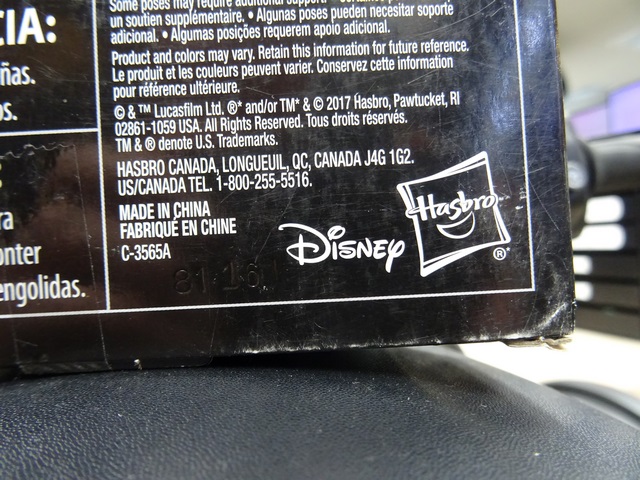 Some poses may require additional support.
un soutien supplémentaire. • Algunas poses pueden necesitar soporte
adicional. • Algumas posições requerem apoio adicional.
Product and colors may vary. Retain this information for future reference.
Le produit et les couleurs peuvent varier. Conservez cette information
pour référence ultérieure.
© & ™ Lucasfilm Ltd. ®* and/or TM* & © 2017 Hasbro, Pawtucket, RI
02861-1059 USA. All Rights Reserved. Tous droits réservés.
TM & ® denote U.S. Trademarks.
HASBRO CANADA, LONGUEUIL, QC, CANADA J4G 1G2.
US/CANADA TEL. 1-800-255-5516.
MADE IN CHINA
FABRIQUÉ EN CHINE
C-3565A
DISNEY
Hasbro
®*
CIA:
ñas.
os.
:
ra
onter
engolidas.